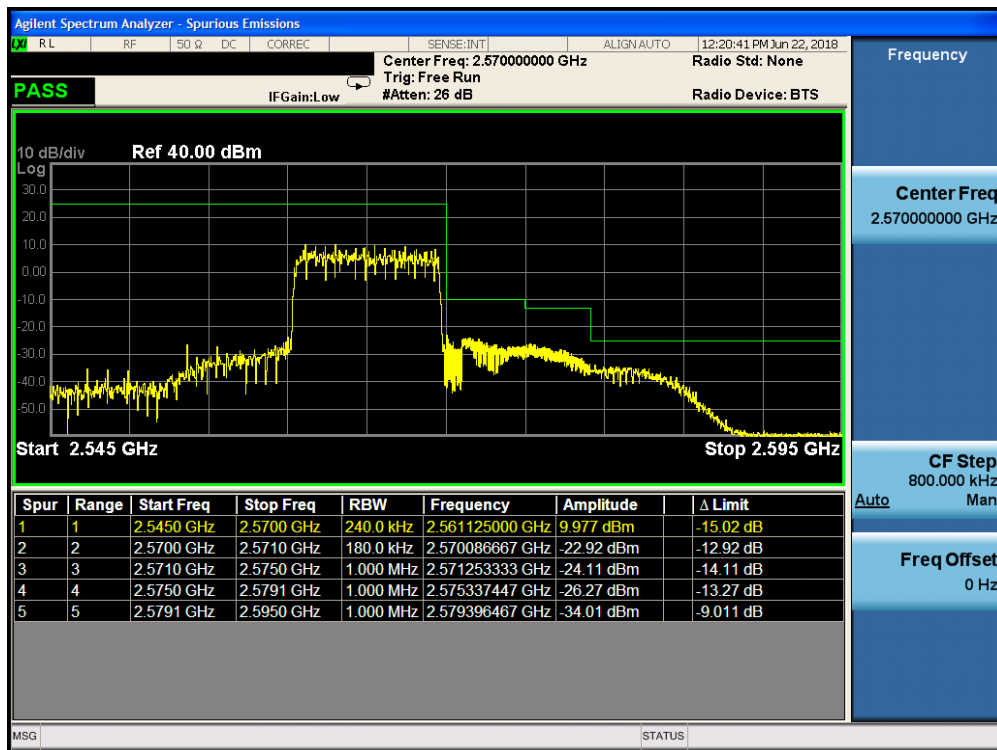 Agilent Spectrum Analyzer - Spurious Emissions
LXI RL RF 50 Ω DC CORREC SENSE:INT ALIGN AUTO 12:20:41 PM Jun 22, 2018
Center Freq: 2.570000000 GHz Radio Std: None
Trig: Free Run
PASS IFGain:Low #Atten: 26 dB Radio Device: BTS
10 dB/div Ref 40.00 dBm
Log
30.0
20.0
10.0
0.00
-10.0
-20.0
-30.0
-40.0
-50.0
Start 2.545 GHz Stop 2.595 GHz
Spur Range Start Freq Stop Freq RBW Frequency Amplitude Δ Limit
1 1 2.5450 GHz 2.5700 GHz 240.0 kHz 2.561125000 GHz 9.977 dBm -15.02 dB
2 2 2.5700 GHz 2.5710 GHz 180.0 kHz 2.570086667 GHz -22.92 dBm -12.92 dB
3 3 2.5710 GHz 2.5750 GHz 1.000 MHz 2.571253333 GHz -24.11 dBm -14.11 dB
4 4 2.5750 GHz 2.5791 GHz 1.000 MHz 2.575337447 GHz -26.27 dBm -13.27 dB
5 5 2.5791 GHz 2.5950 GHz 1.000 MHz 2.579396467 GHz -34.01 dBm -9.011 dB
MSG STATUS
Frequency
Center Freq
2.570000000 GHz
CF Step
800.000 kHz
Auto Man
Freq Offset
0 Hz